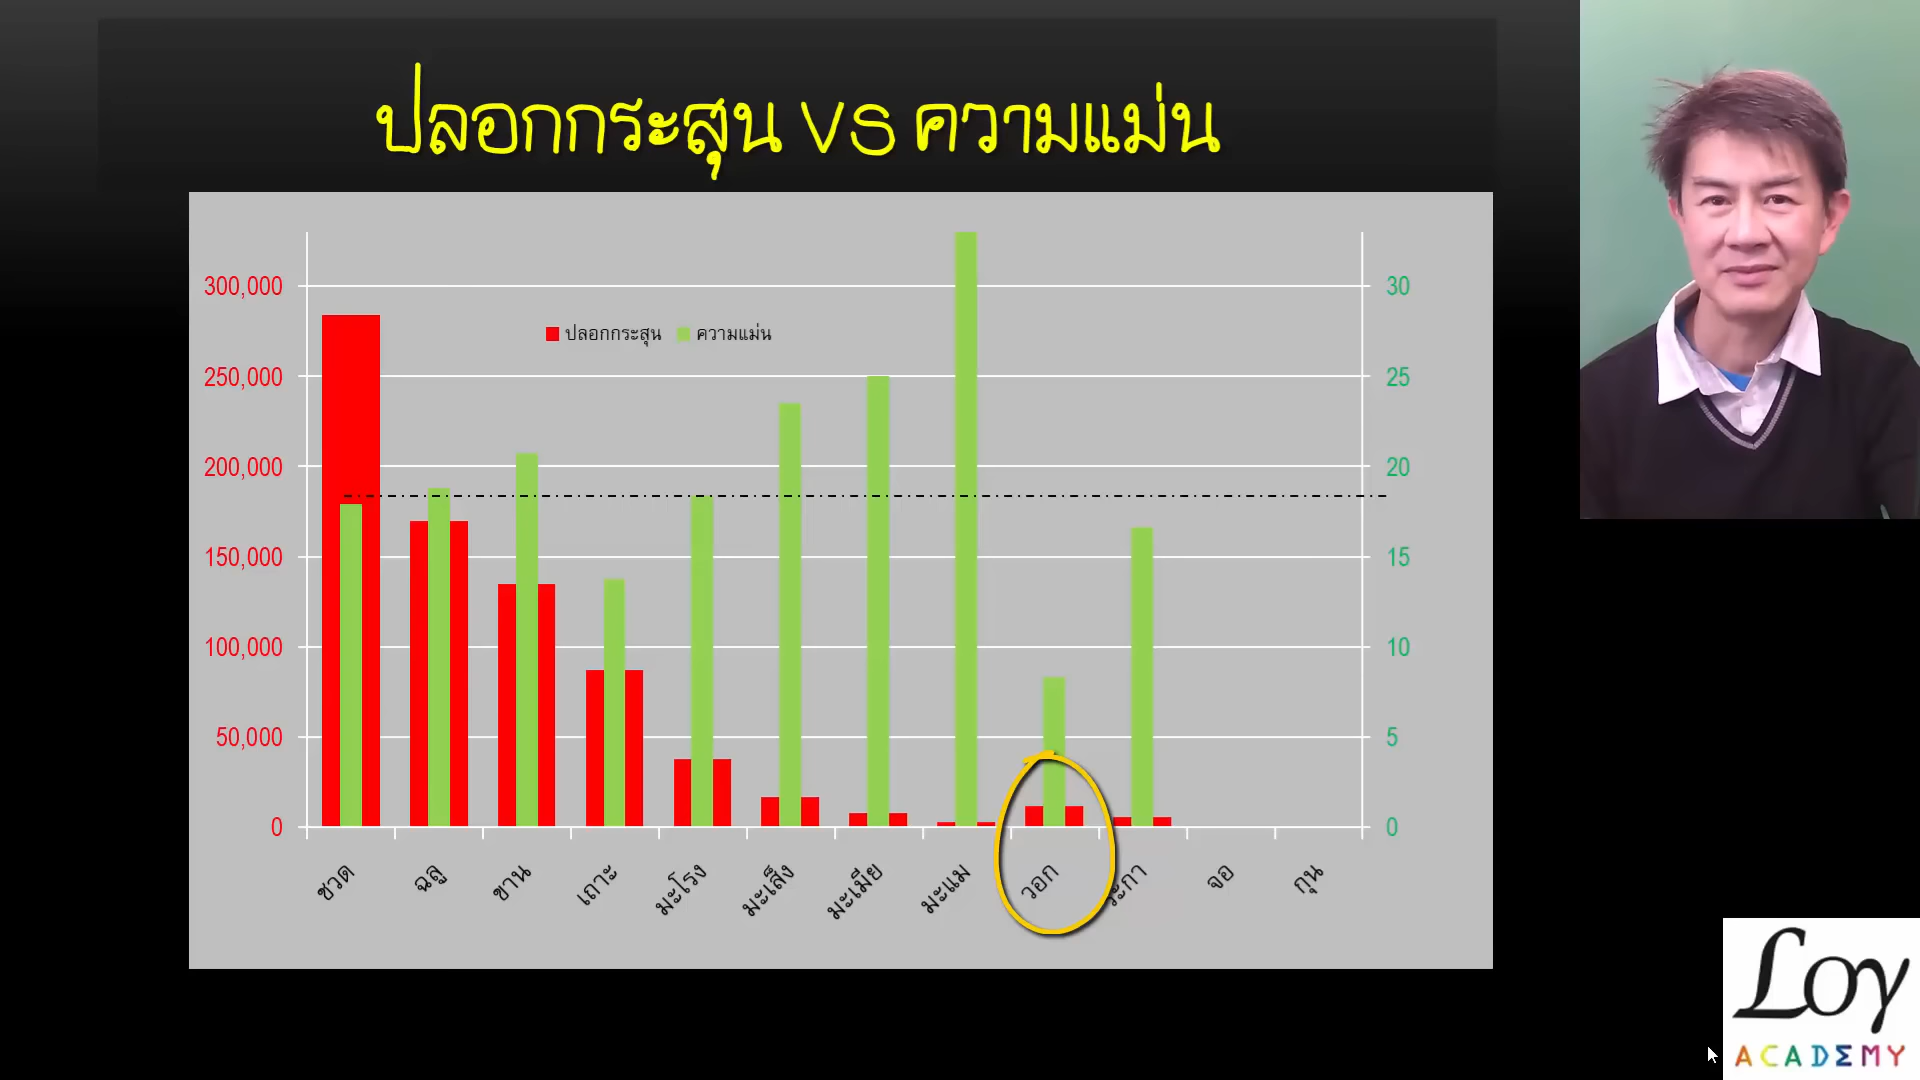 ปลอกกระสุน VS ความแม่น
300,000
250,000
200,000
150,000
100,000
50,000
0
ปลอกกระสุน ความแม่น
30
25
20
15
10
5
0
ชวด ฉลู ขาน เถาะ มะโรง มะเส็ง มะเมีย มะแม วอก ระกา จอ กุน
Loy
ACADEMY